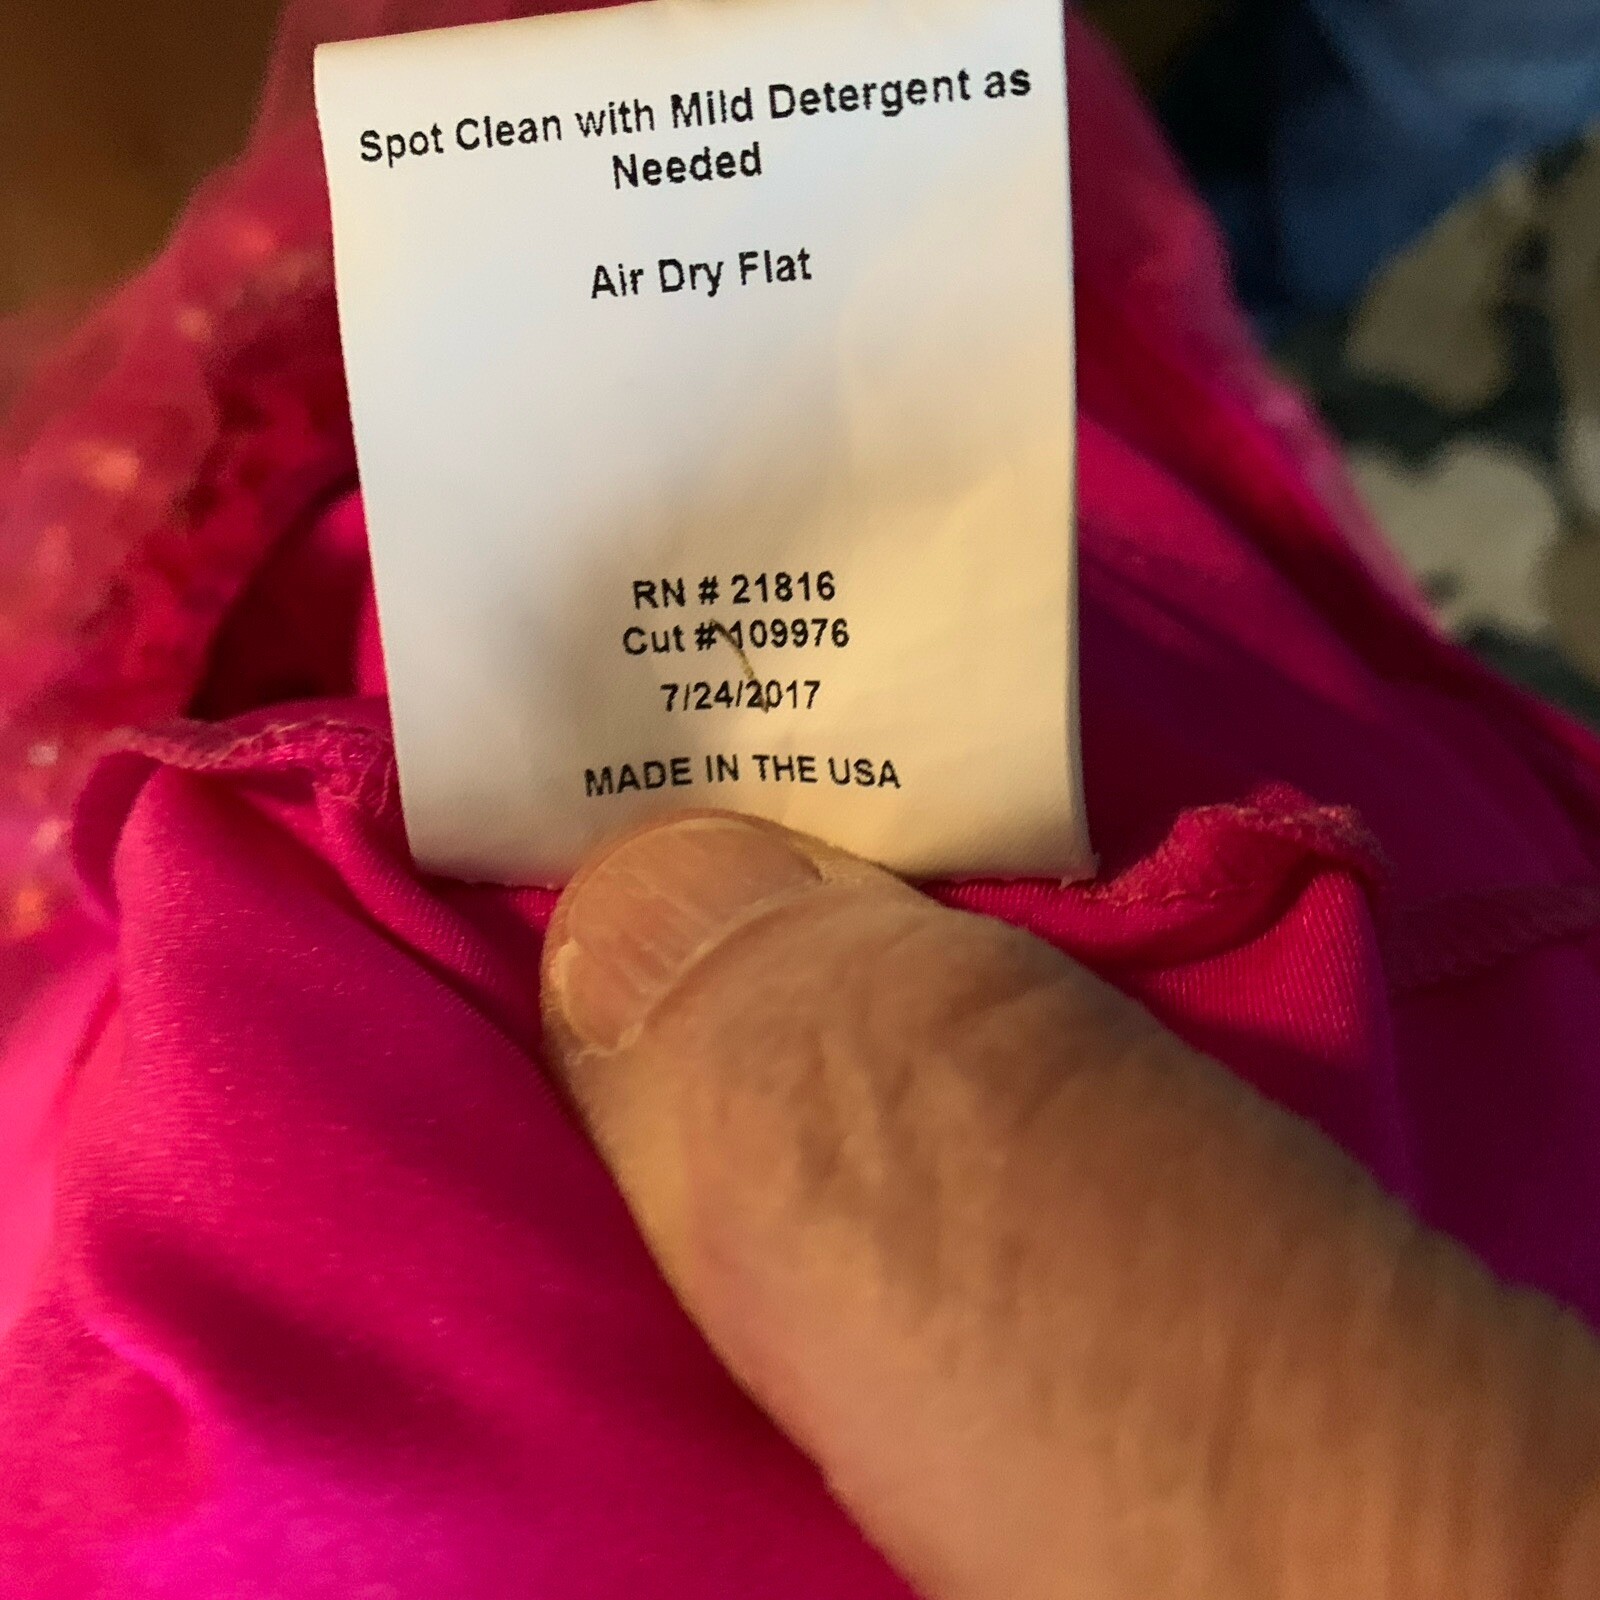 Spot Clean with Mild Detergent as
Needed
Air Dry Flat
RN # 21816
Cut # 109976
7/24/2017
MADE IN THE USA